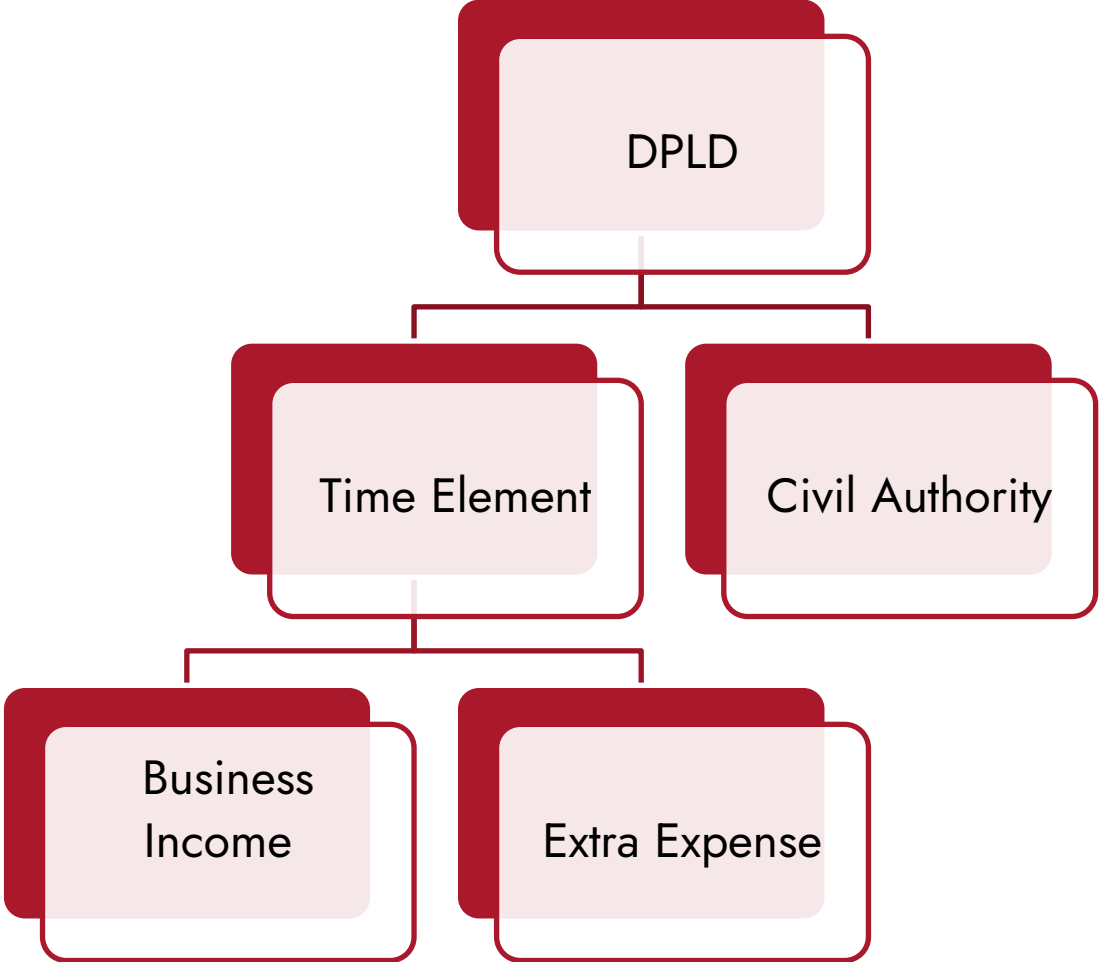 DPLD
Time Element
Civil Authority
Business
Income
Extra Expense